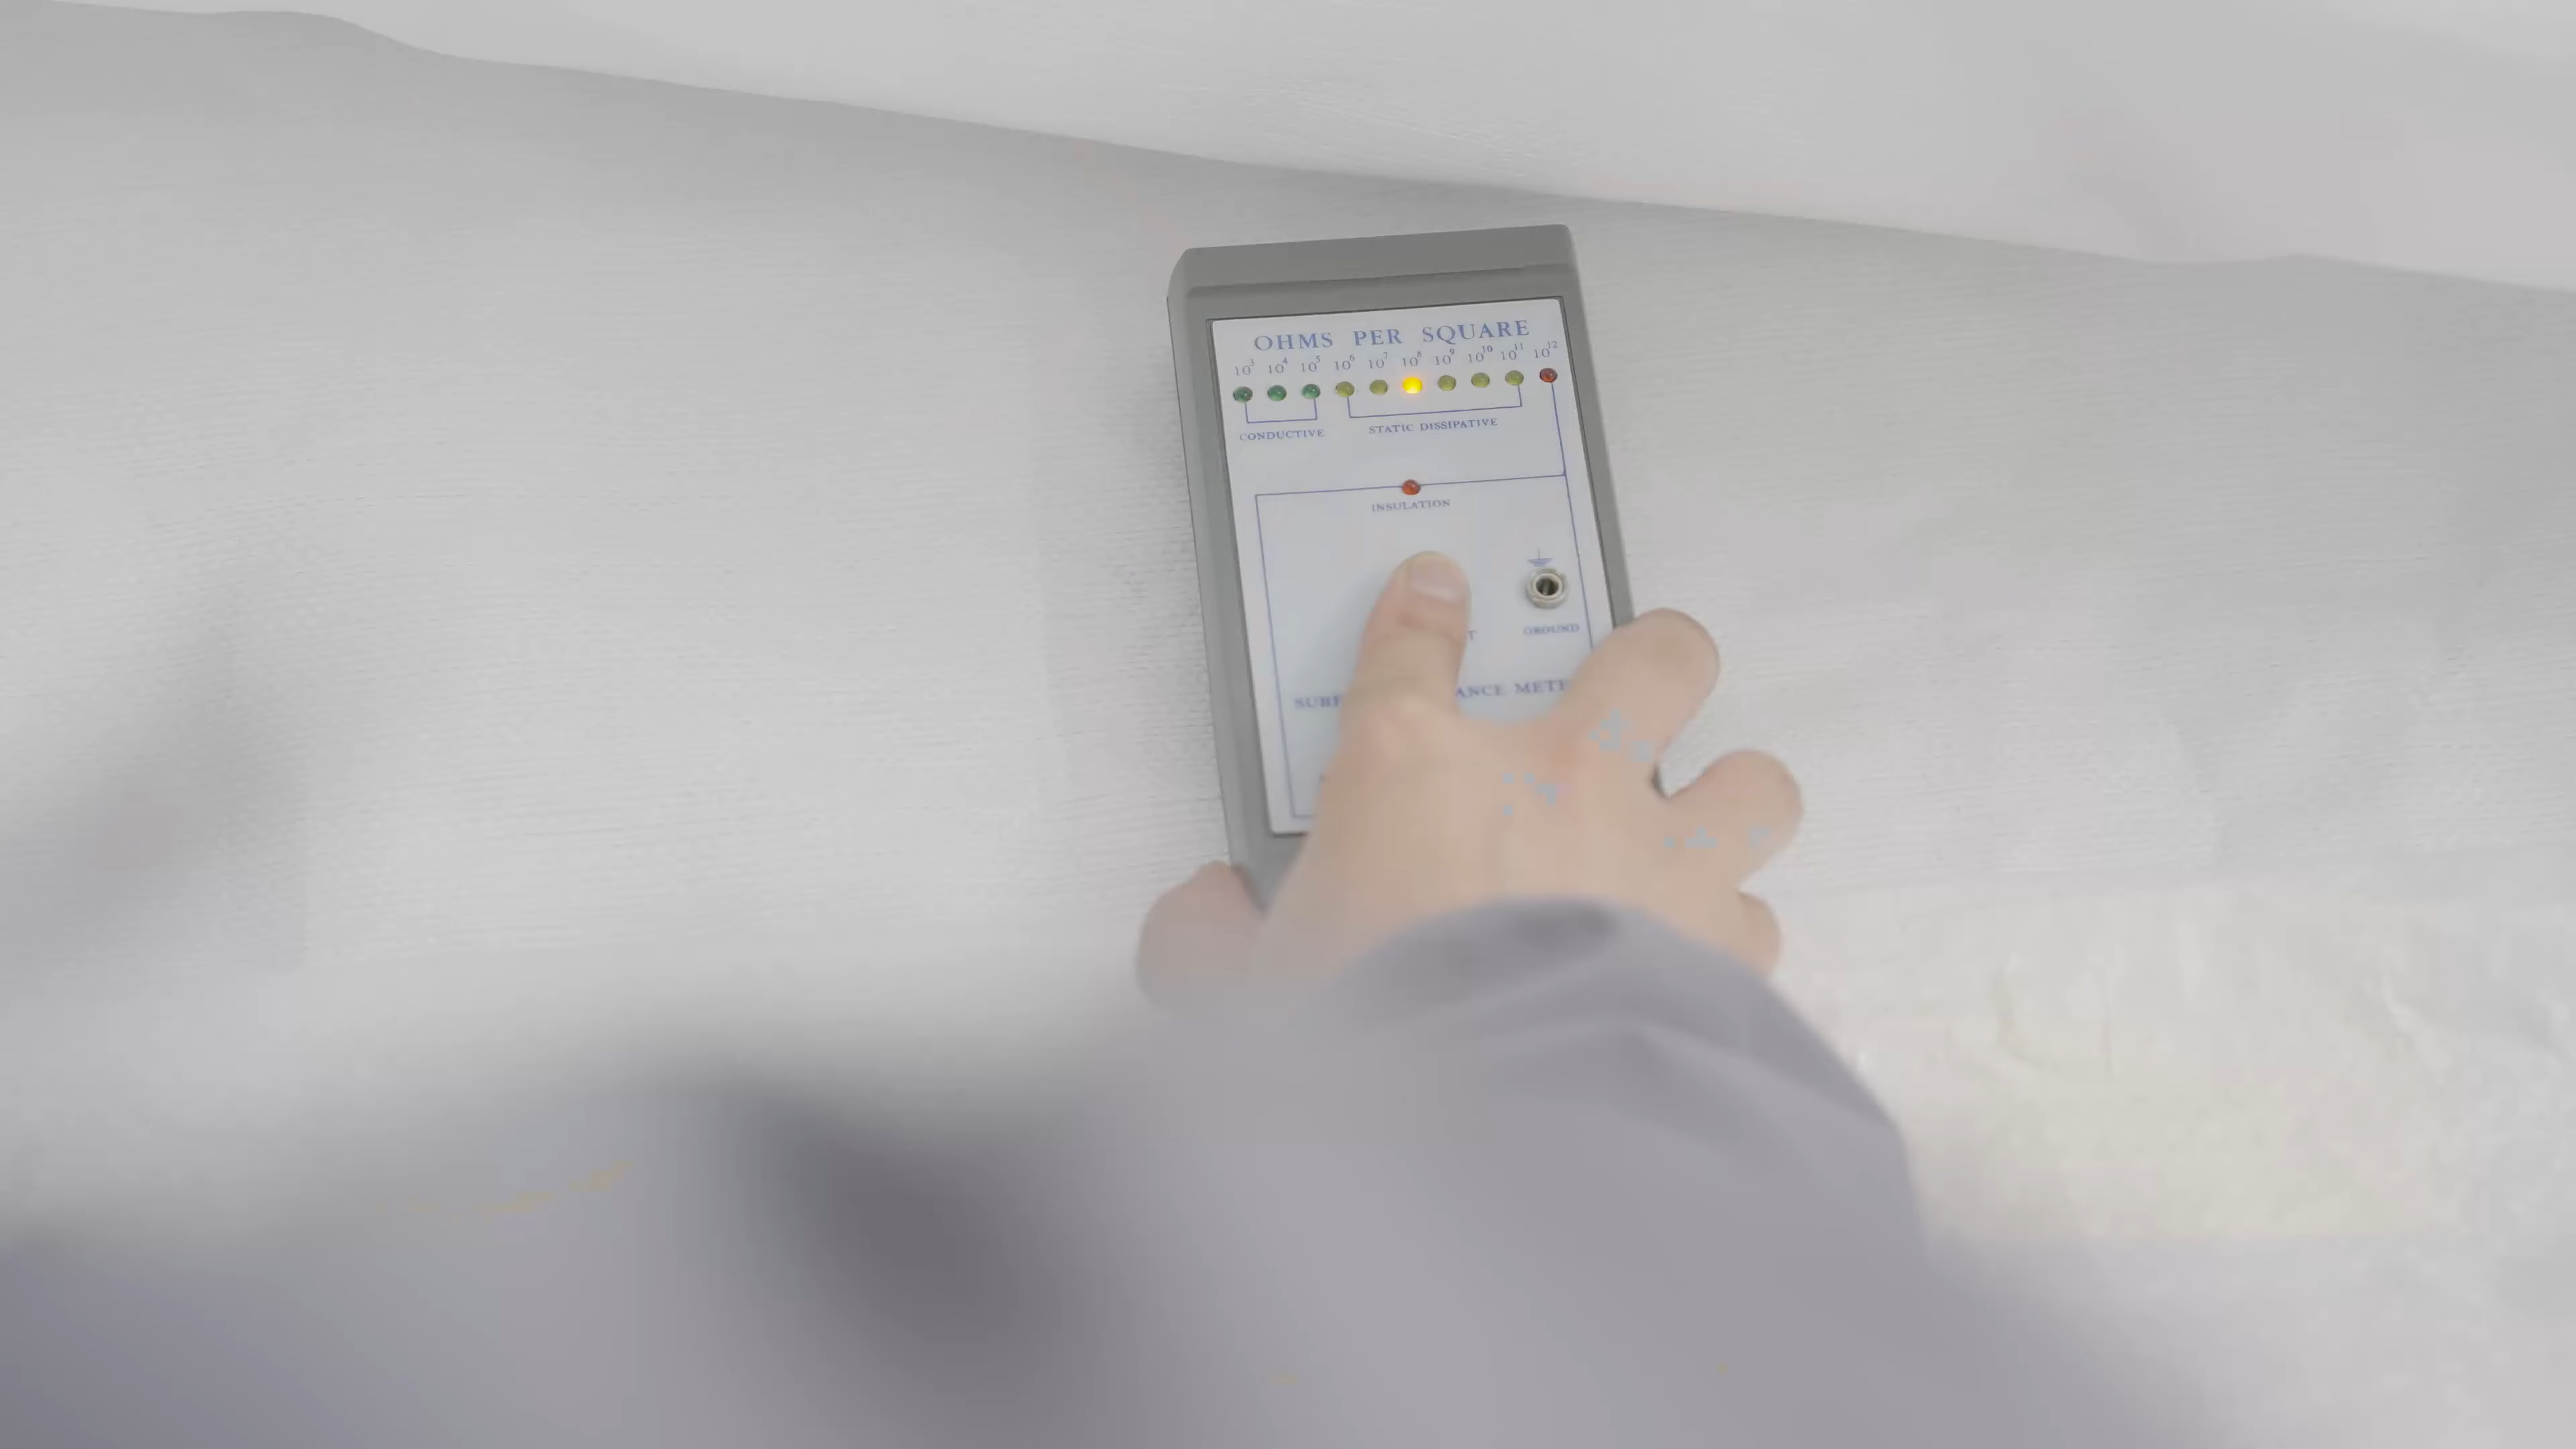 OHMS PER SQUARE
10³ 10⁴ 10⁵ 10⁶ 10⁷ 10⁸ 10⁹ 10¹⁰ 10¹¹ 10¹²
CONDUCTIVE STATIC DISSIPATIVE
INSULATION
GROUND